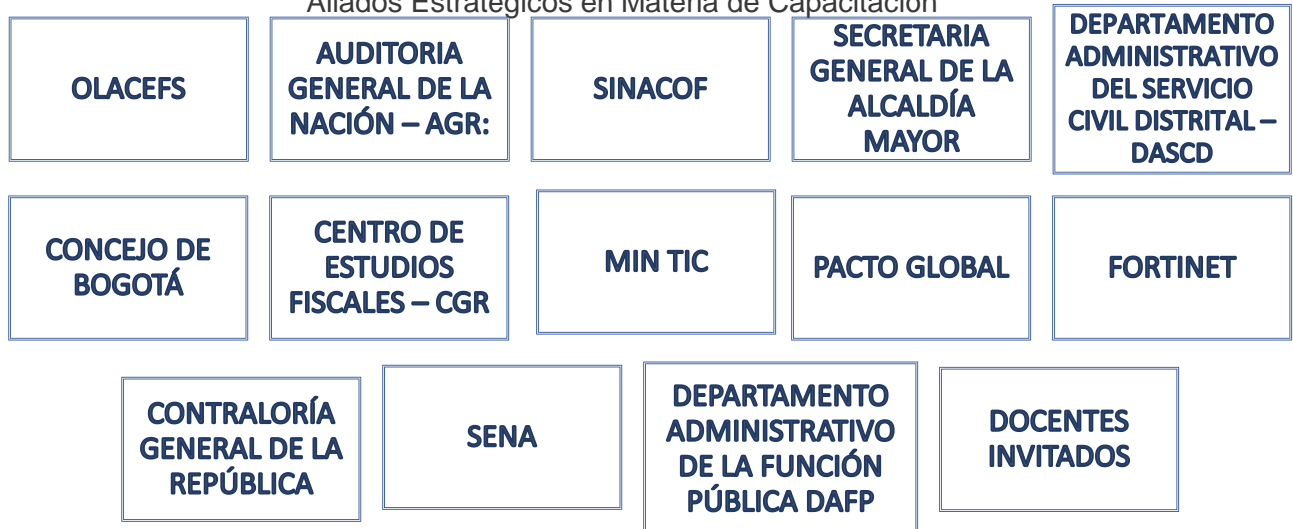 Aliados Estratégicos en Materia de Capacitación
OLACEFS
AUDITORIA
GENERAL DE LA
NACIÓN – AGR:
SINACOF
SECRETARIA
GENERAL DE LA
ALCALDÍA
MAYOR
DEPARTAMENTO
ADMINISTRATIVO
DEL SERVICIO
CIVIL DISTRITAL –
DASCD
CONCEJO DE
BOGOTÁ
CENTRO DE
ESTUDIOS
FISCALES – CGR
MIN TIC
PACTO GLOBAL
FORTINET
CONTRALORÍA
GENERAL DE LA
REPÚBLICA
SENA
DEPARTAMENTO
ADMINISTRATIVO
DE LA FUNCIÓN
PÚBLICA DAFP
DOCENTES
INVITADOS